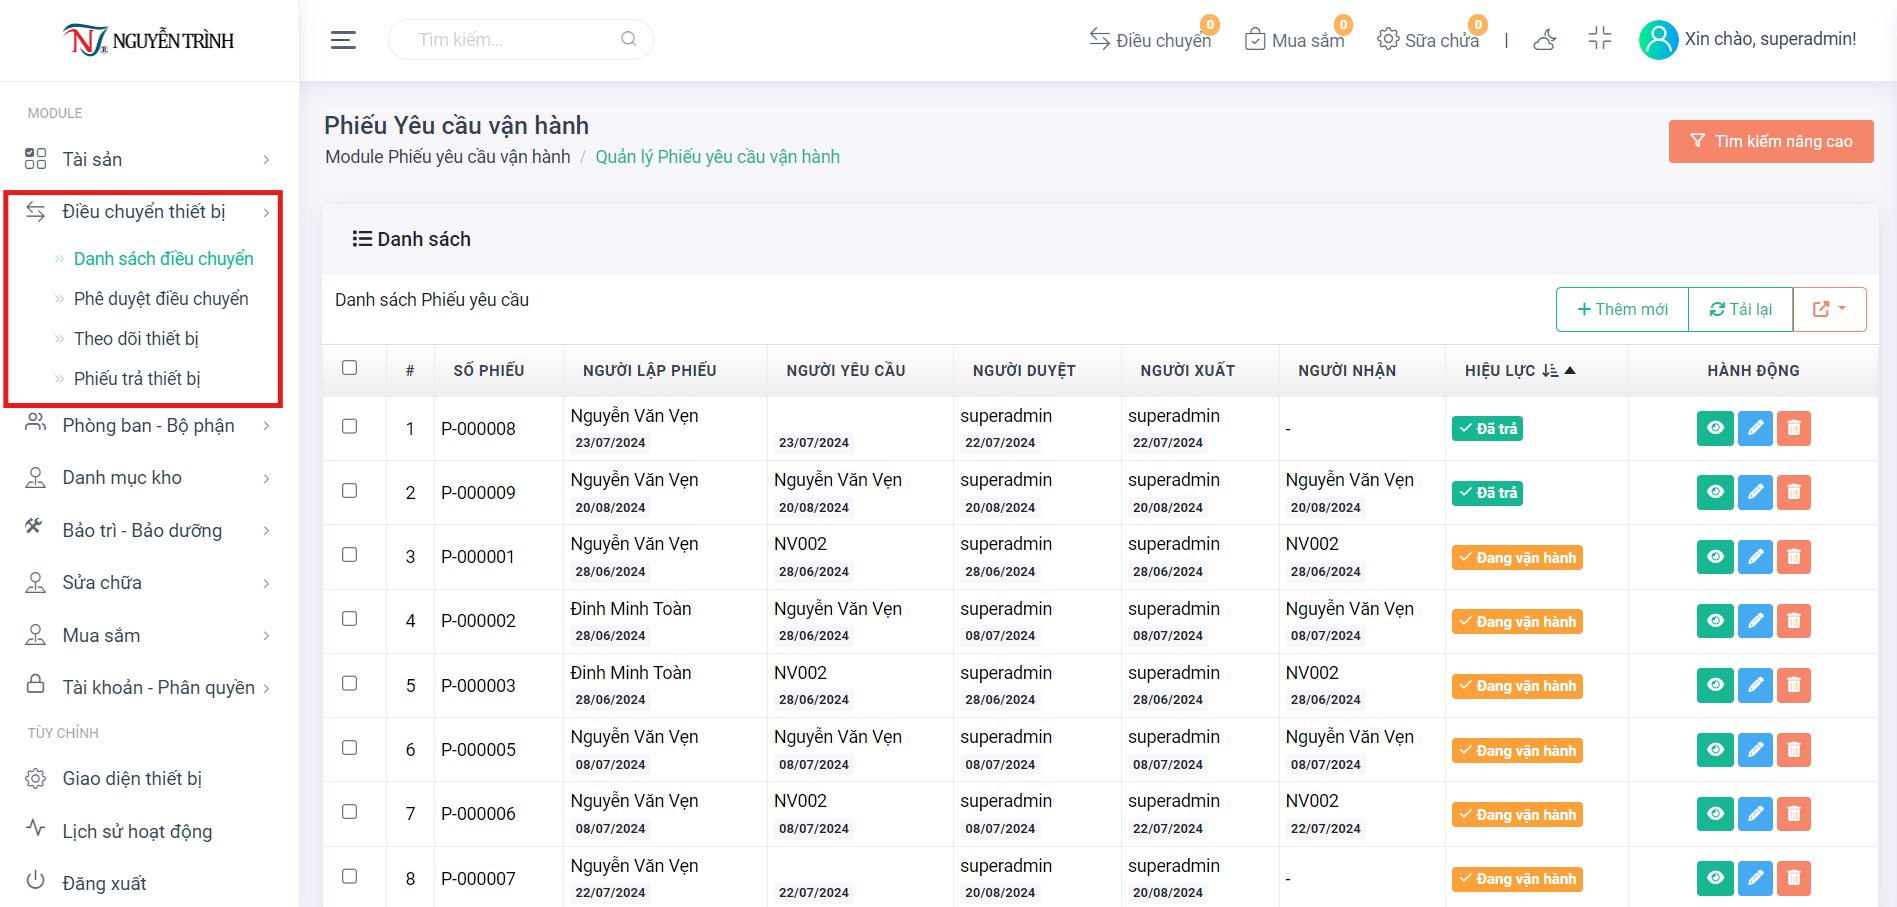 NGUYỄN TRÌNH
Tìm kiếm...
Điều chuyển 0
Mua sắm 0
Sữa chửa 0
|
Xin chào, superadmin!
MODULE
Tài sản
Điều chuyển thiết bị
Danh sách điều chuyển
Phê duyệt điều chuyển
Theo dõi thiết bị
Phiếu trả thiết bị
Phòng ban - Bộ phận
Danh mục kho
Bảo trì - Bảo dưỡng
Sửa chữa
Mua sắm
Tài khoản - Phân quyền
TÙY CHỈNH
Giao diện thiết bị
Lịch sử hoạt động
Đăng xuất
Phiếu Yêu cầu vận hành
Module Phiếu yêu cầu vận hành / Quản lý Phiếu yêu cầu vận hành
Tìm kiếm nâng cao
Danh sách
Danh sách Phiếu yêu cầu
Thêm mới Tải lại
# SỐ PHIẾU NGƯỜI LẬP PHIẾU NGƯỜI YÊU CẦU NGƯỜI DUYỆT NGƯỜI XUẤT NGƯỜI NHẬN HIỆU LỰC HÀNH ĐỘNG
Nguyễn Văn Vẹn superadmin superadmin
1 P-000008 - Đã trả
23/07/2024 23/07/2024 22/07/2024 22/07/2024
Nguyễn Văn Vẹn Nguyễn Văn Vẹn superadmin superadmin Nguyễn Văn Vẹn
2 P-000009 Đã trả
20/08/2024 20/08/2024 20/08/2024 20/08/2024 20/08/2024
Nguyễn Văn Vẹn NV002 superadmin superadmin NV002
3 P-000001 Đang vận hành
28/06/2024 28/06/2024 28/06/2024 28/06/2024 28/06/2024
Đinh Minh Toàn Nguyễn Văn Vẹn superadmin superadmin Nguyễn Văn Vẹn
4 P-000002 Đang vận hành
28/06/2024 28/06/2024 08/07/2024 08/07/2024 08/07/2024
Đinh Minh Toàn NV002 superadmin superadmin NV002
5 P-000003 Đang vận hành
28/06/2024 28/06/2024 28/06/2024 28/06/2024 28/06/2024
Nguyễn Văn Vẹn Nguyễn Văn Vẹn superadmin superadmin Nguyễn Văn Vẹn
6 P-000005 Đang vận hành
08/07/2024 08/07/2024 08/07/2024 08/07/2024 08/07/2024
Nguyễn Văn Vẹn NV002 superadmin superadmin NV002
7 P-000006 Đang vận hành
08/07/2024 08/07/2024 08/07/2024 22/07/2024 22/07/2024
Nguyễn Văn Vẹn superadmin superadmin
8 P-000007 - Đang vận hành
22/07/2024 22/07/2024 20/08/2024 20/08/2024